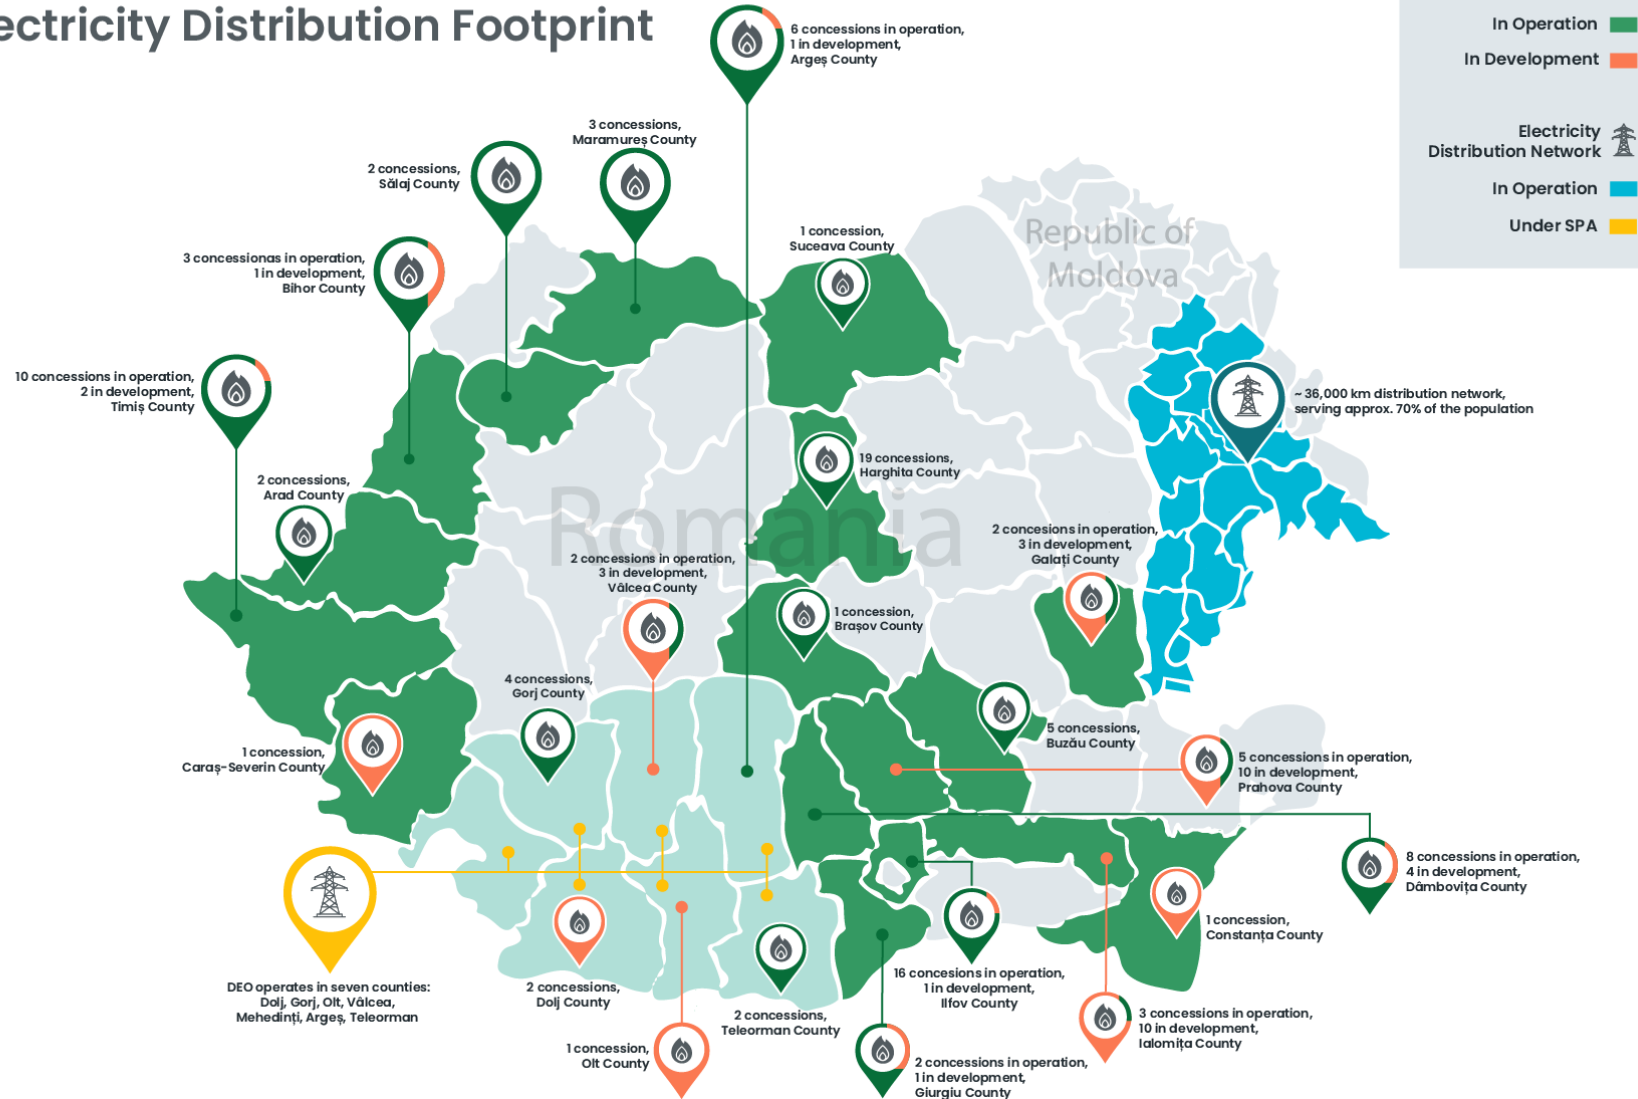 ectricity Distribution Footprint
In Operation
In Development
Electricity
Distribution Network
In Operation
Under SPA
6 concessions in operation,
1 in development,
Argeș County
3 concessions,
Maramureș County
2 concessions,
Sălaj County
1 concession,
Suceava County
Republic of
Moldova
3 concessionas in operation,
1 in development,
Bihor County
10 concessions in operation,
2 in development,
Timiș County
~ 36,000 km distribution network,
serving approx. 70% of the population
2 concessions,
Arad County
19 concessions,
Harghita County
Romania
2 concesions in operation,
3 in development,
Galați County
2 concessions in operation,
3 in development,
Vâlcea County
1 concession,
Brașov County
4 concessions,
Gorj County
5 concessions,
Buzău County
1 concession,
Caraș-Severin County
5 concessions in operation,
10 in development,
Prahova County
8 concessions in operation,
4 in development,
Dâmbovița County
1 concession,
Constanța County
DEO operates in seven counties:
Dolj, Gorj, Olt, Vâlcea,
Mehedinți, Argeș, Teleorman
2 concessions,
Dolj County
16 concesions in operation,
1 in development,
Ilfov County
2 concessions,
Teleorman County
3 concessions in operation,
10 in development,
Ialomița County
1 concession,
Olt County
2 concessions in operation,
1 in development,
Giurgiu County